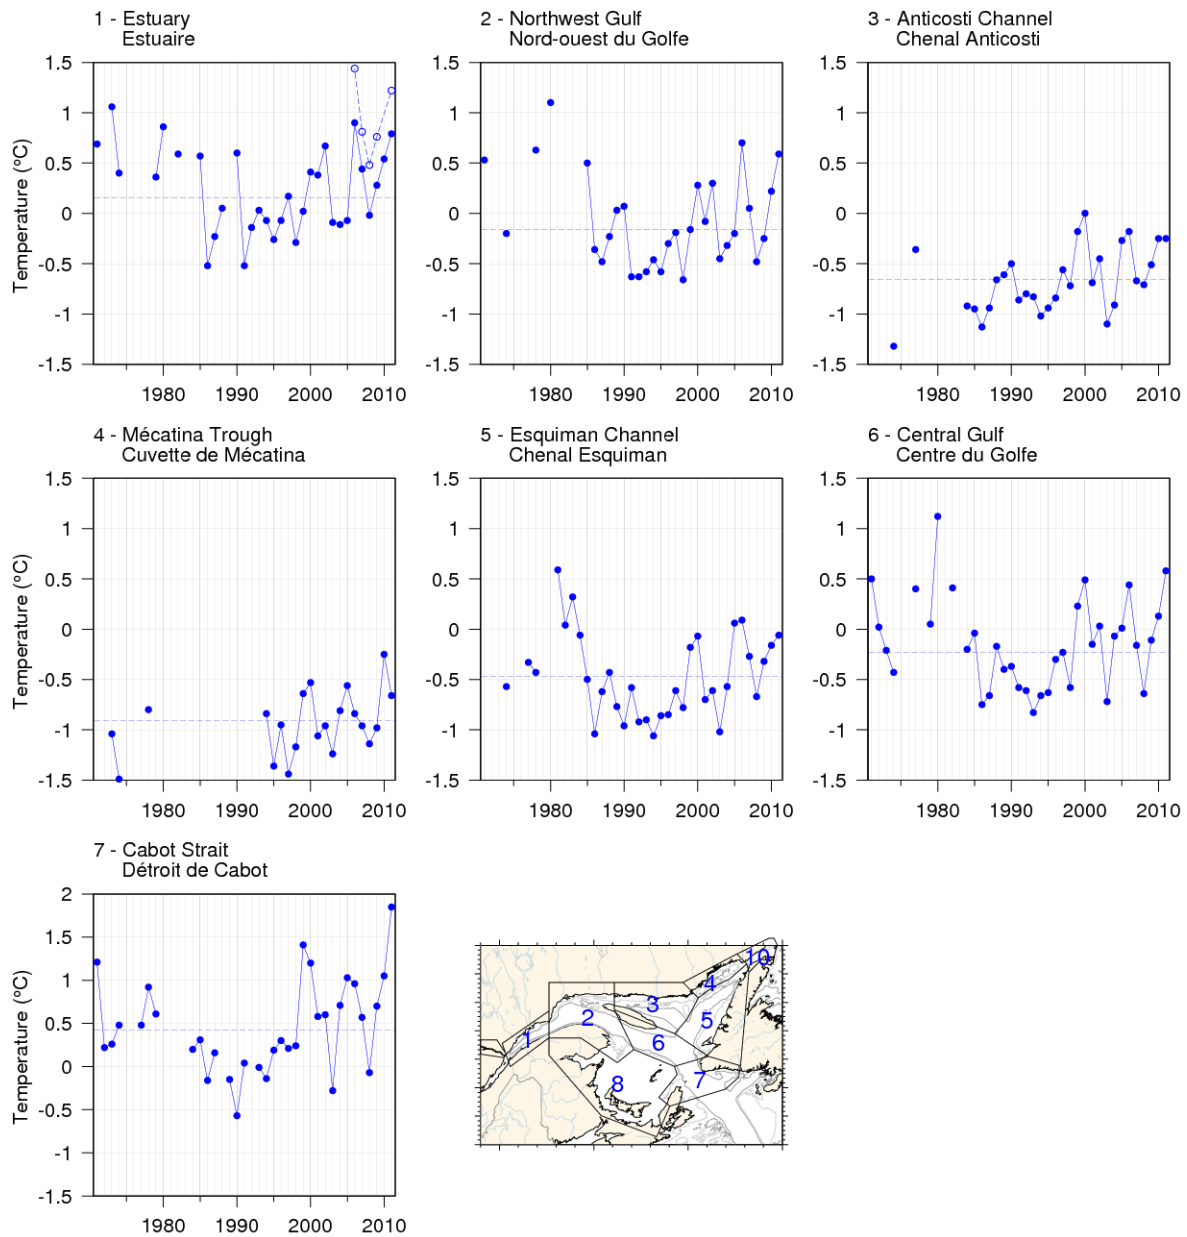 1 - Estuary
Estuaire
2 - Northwest Gulf
Nord-ouest du Golfe
3 - Anticosti Channel
Chenal Anticosti
Temperature (°C)
1.5
1
0.5
0
-0.5
-1
-1.5
1980 1990 2000 2010
1.5
1
0.5
0
-0.5
-1
-1.5
1980 1990 2000 2010
1.5
1
0.5
0
-0.5
-1
-1.5
1980 1990 2000 2010
4 - Mécatina Trough
Cuvette de Mécatina
5 - Esquiman Channel
Chenal Esquiman
6 - Central Gulf
Centre du Golfe
Temperature (°C)
1.5
1
0.5
0
-0.5
-1
-1.5
1980 1990 2000 2010
1.5
1
0.5
0
-0.5
-1
-1.5
1980 1990 2000 2010
1.5
1
0.5
0
-0.5
-1
-1.5
1980 1990 2000 2010
7 - Cabot Strait
Détroit de Cabot
Temperature (°C)
2
1.5
1
0.5
0
-0.5
-1
-1.5
1980 1990 2000 2010
10
4
3
2
5
1
6
7
8